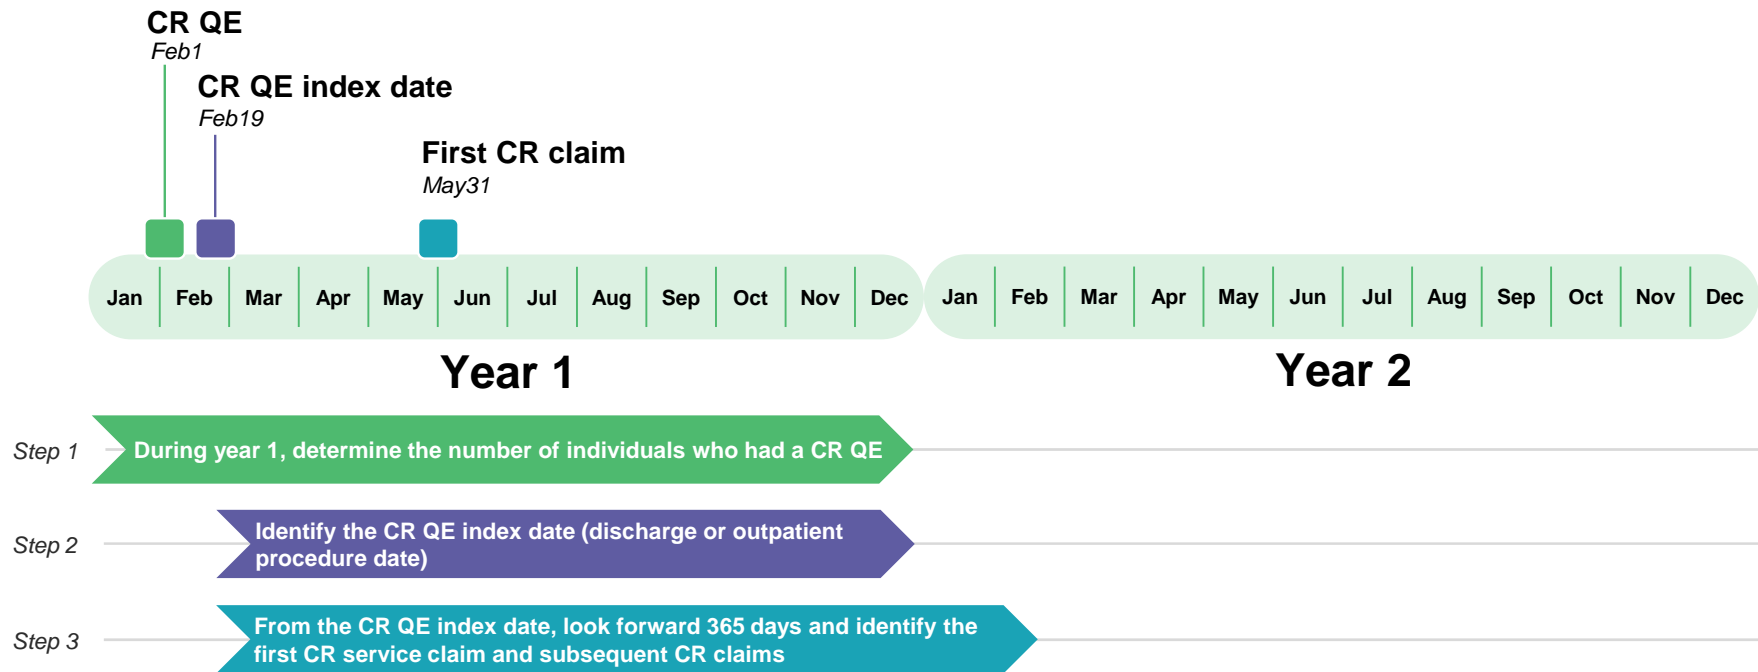 CR QE
Feb1
CR QE index date
Feb19
First CR claim
May31
Jan Feb Mar Apr May Jun Jul Aug Sep Oct Nov Dec Jan Feb Mar Apr May Jun Jul Aug Sep Oct Nov Dec
Year 1 Year 2
Step 1 During year 1, determine the number of individuals who had a CR QE
Step 2 Identify the CR QE index date (discharge or outpatient
procedure date)
Step 3 From the CR QE index date, look forward 365 days and identify the
first CR service claim and subsequent CR claims